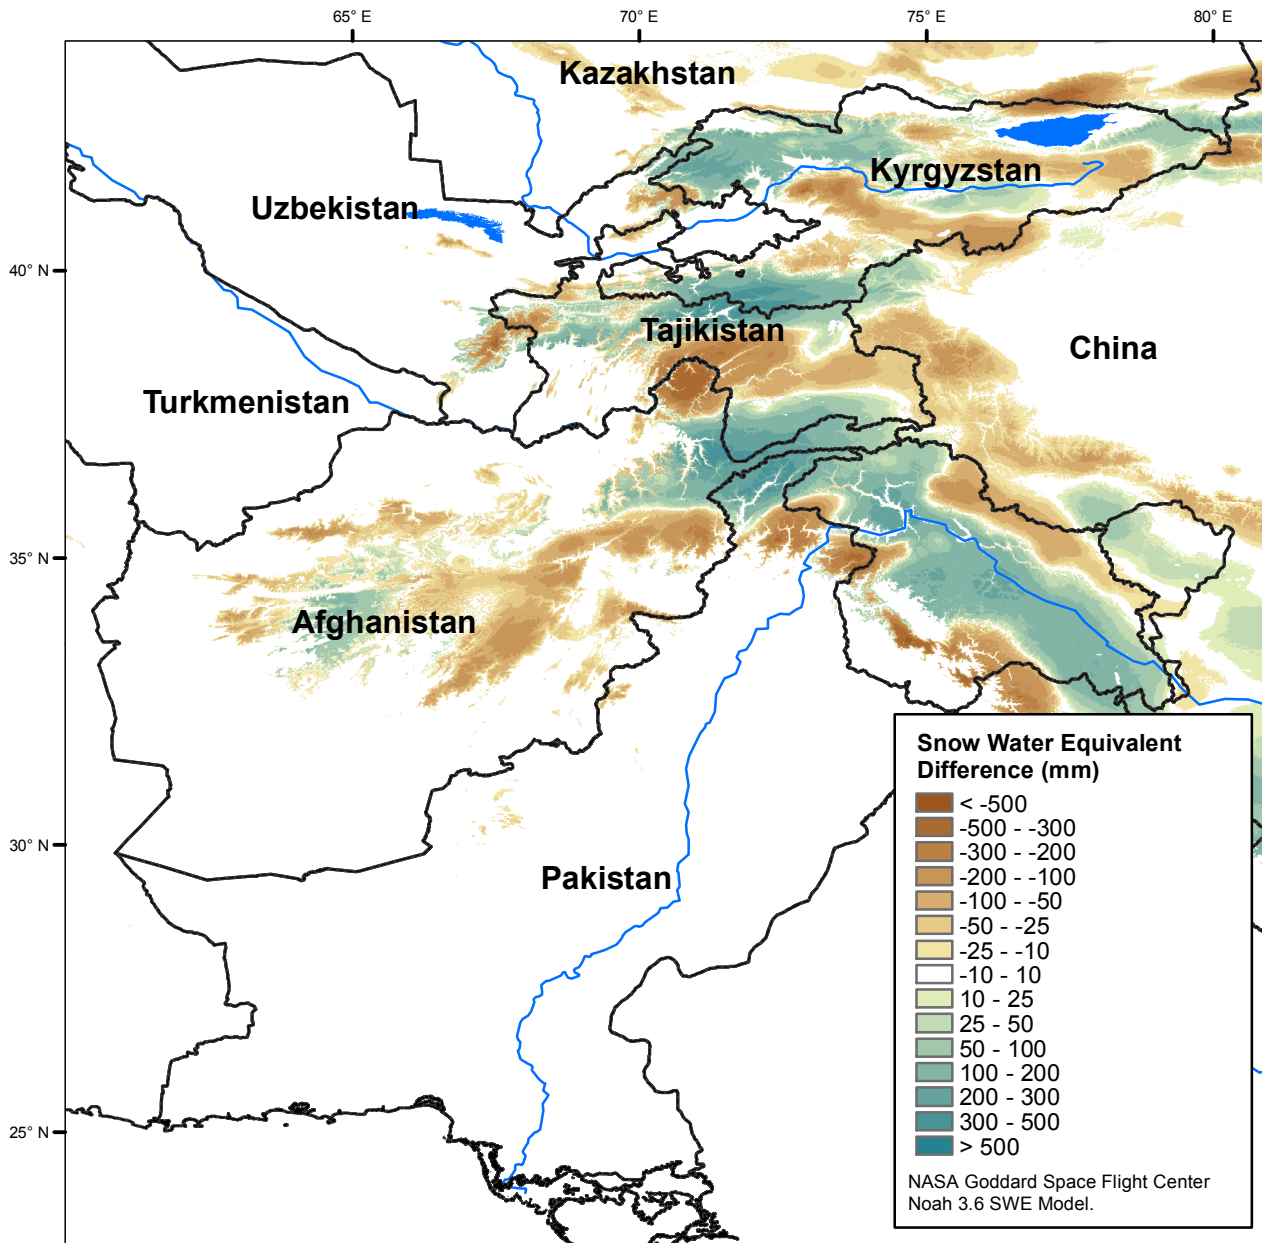 65° E
70° E
75° E
80° E
Kazakhstan
Kyrgyzstan
Uzbekistan
40° N
Tajikistan
China
Turkmenistan
35° N
Afghanistan
30° N
Pakistan
25° N
Snow Water Equivalent
Difference (mm)
< -500
-500 - -300
-300 - -200
-200 - -100
-100 - -50
-50 - -25
-25 - -10
-10 - 10
10 - 25
25 - 50
50 - 100
100 - 200
200 - 300
300 - 500
> 500
NASA Goddard Space Flight Center
Noah 3.6 SWE Model.